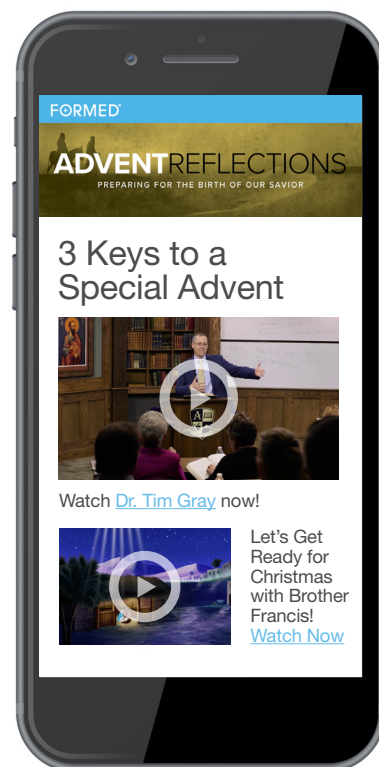 FORMED
ADVENTREFLECTIONS
PREPARING FOR THE BIRTH OF OUR SAVIOR
3 Keys to a
Special Advent
Watch Dr. Tim Gray now!
Let's Get
Ready for
Christmas
with Brother
Francis!
Watch Now